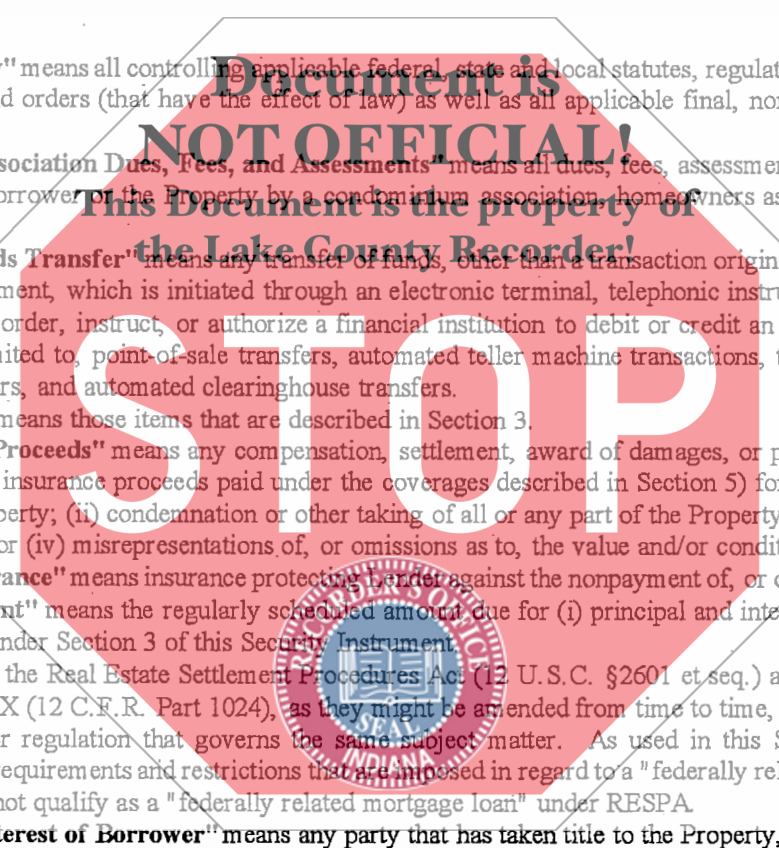 Document is
NOT OFFICIAL!
This Document is the property of
the Lake County Recorder!
STOP
RECORDER'S OFFICE
SEAL
INDIANA
" means all controlling applicable federal, state and local statutes, regulat
d orders (that have the effect of law) as well as all applicable final, no
sociation Dues, Fees, and Assessments" means all dues, fees, assessme
orrower or the Property by a condominium association, homeowners as
ds Transfer" means any transfer of funds, other than a transaction origin
ment, which is initiated through an electronic terminal, telephonic instru
order, instruct, or authorize a financial institution to debit or credit an
ited to, point-of-sale transfers, automated teller machine transactions, t
rs, and automated clearinghouse transfers.
means those items that are described in Section 3.
Proceeds" means any compensation, settlement, award of damages, or p
insurance proceeds paid under the coverages described in Section 5) for
perty; (ii) condemnation or other taking of all or any part of the Property
or (iv) misrepresentations of, or omissions as to, the value and/or condit
rance" means insurance protecting Lender against the nonpayment of, or d
nt" means the regularly scheduled amount due for (i) principal and inte
nder Section 3 of this Security Instrument.
the Real Estate Settlement Procedures Act (12 U.S.C. §2601 et seq.) a
X (12 C.F.R. Part 1024), as they might be amended from time to time,
r regulation that governs the same subject matter. As used in this S
requirements and restrictions that are imposed in regard to a "federally rel
not qualify as a "federally related mortgage loan" under RESPA.
terest of Borrower" means any party that has taken title to the Property,